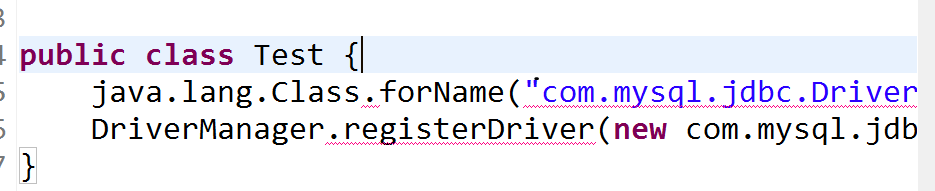 public class Test {
java.lang.Class.forName("com.mysql.jdbc.Driver
DriverManager.registerDriver(new com.mysql.jdb
}